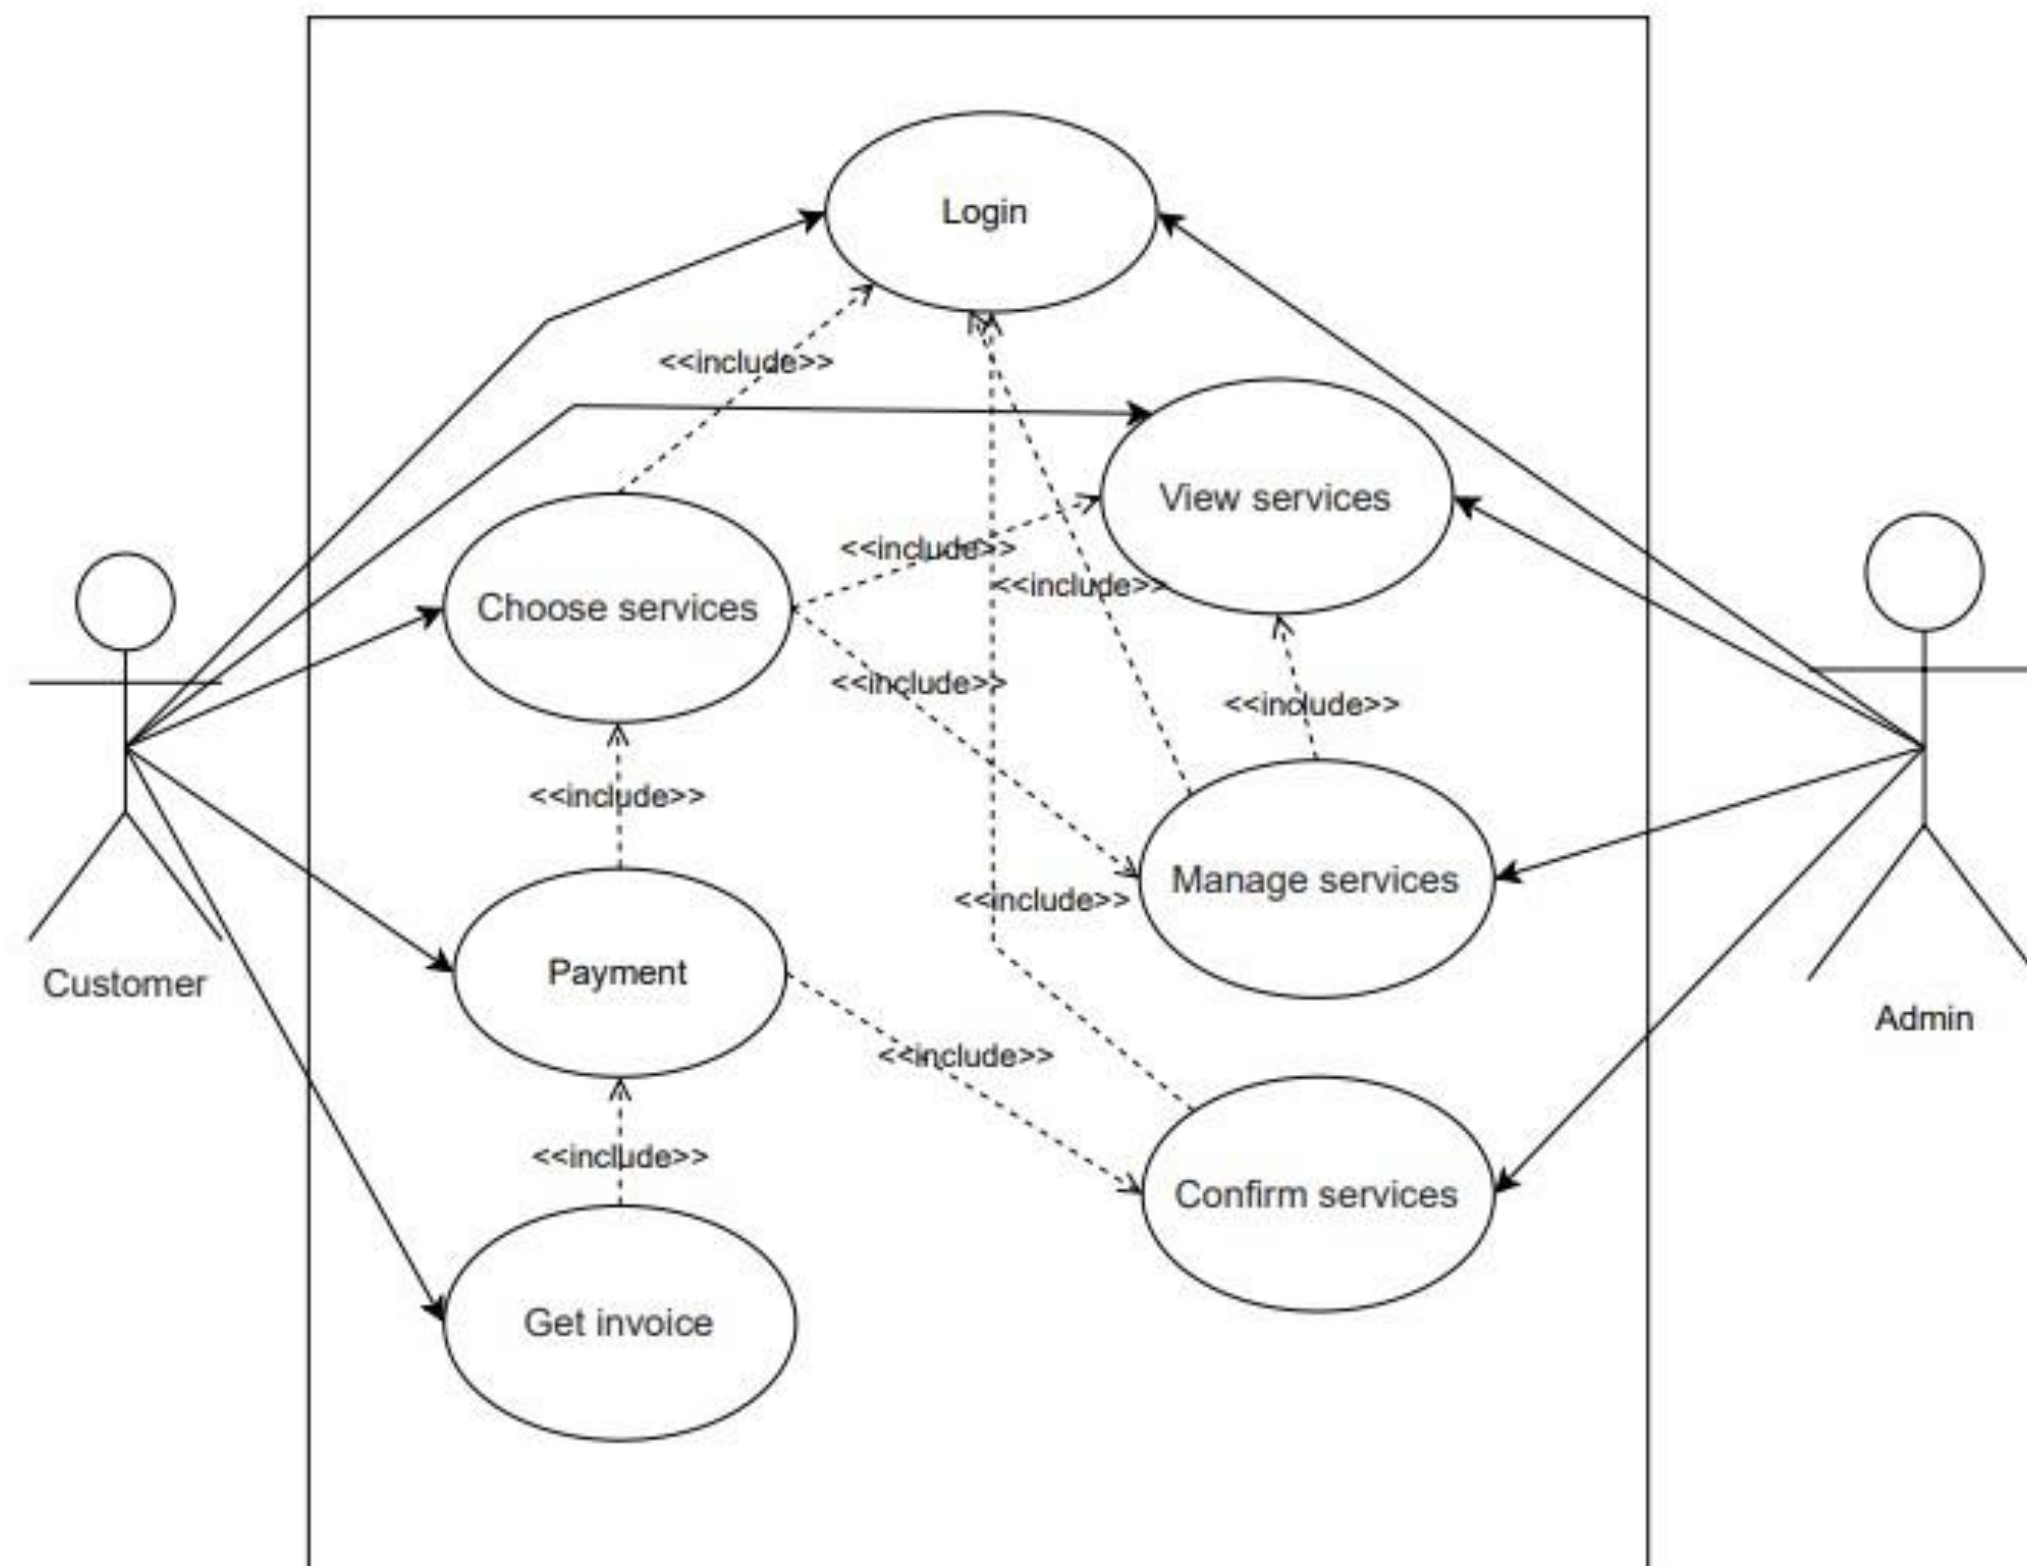 Login
<<include>>
View services
<<include>>
<<include>>
Choose services
<<include>>
<<include>>
<<include>>
Manage services
<<include>>
Payment
Customer
Admin
<<include>>
<<include>>
Confirm services
Get invoice